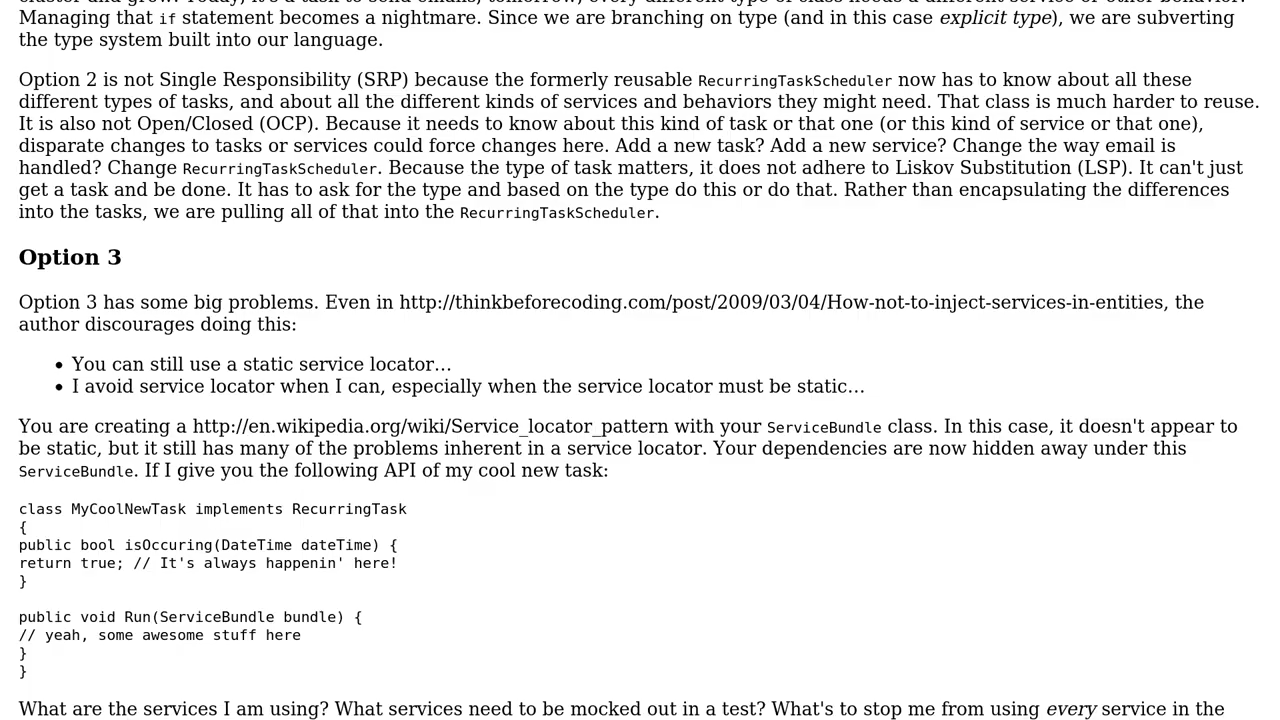 Managing that if statement becomes a nightmare. Since we are branching on type (and in this case explicit type), we are subverting
the type system built into our language.
Option 2 is not Single Responsibility (SRP) because the formerly reusable RecurringTaskScheduler now has to know about all these
different types of tasks, and about all the different kinds of services and behaviors they might need. That class is much harder to reuse.
It is also not Open/Closed (OCP). Because it needs to know about this kind of task or that one (or this kind of service or that one),
disparate changes to tasks or services could force changes here. Add a new task? Add a new service? Change the way email is
handled? Change RecurringTaskScheduler. Because the type of task matters, it does not adhere to Liskov Substitution (LSP). It can't just
get a task and be done. It has to ask for the type and based on the type do this or do that. Rather than encapsulating the differences
into the tasks, we are pulling all of that into the RecurringTaskScheduler.
Option 3
Option 3 has some big problems. Even in http://thinkbeforecoding.com/post/2009/03/04/How-not-to-inject-services-in-entities, the
author discourages doing this:
• You can still use a static service locator…
• I avoid service locator when I can, especially when the service locator must be static…
You are creating a http://en.wikipedia.org/wiki/Service_locator_pattern with your ServiceBundle class. In this case, it doesn't appear to
be static, but it still has many of the problems inherent in a service locator. Your dependencies are now hidden away under this
ServiceBundle. If I give you the following API of my cool new task:
class MyCoolNewTask implements RecurringTask
{
public bool isOccuring(DateTime dateTime) {
return true; // It's always happenin' here!
}
public void Run(ServiceBundle bundle) {
// yeah, some awesome stuff here
}
}
What are the services I am using? What services need to be mocked out in a test? What's to stop me from using every service in the